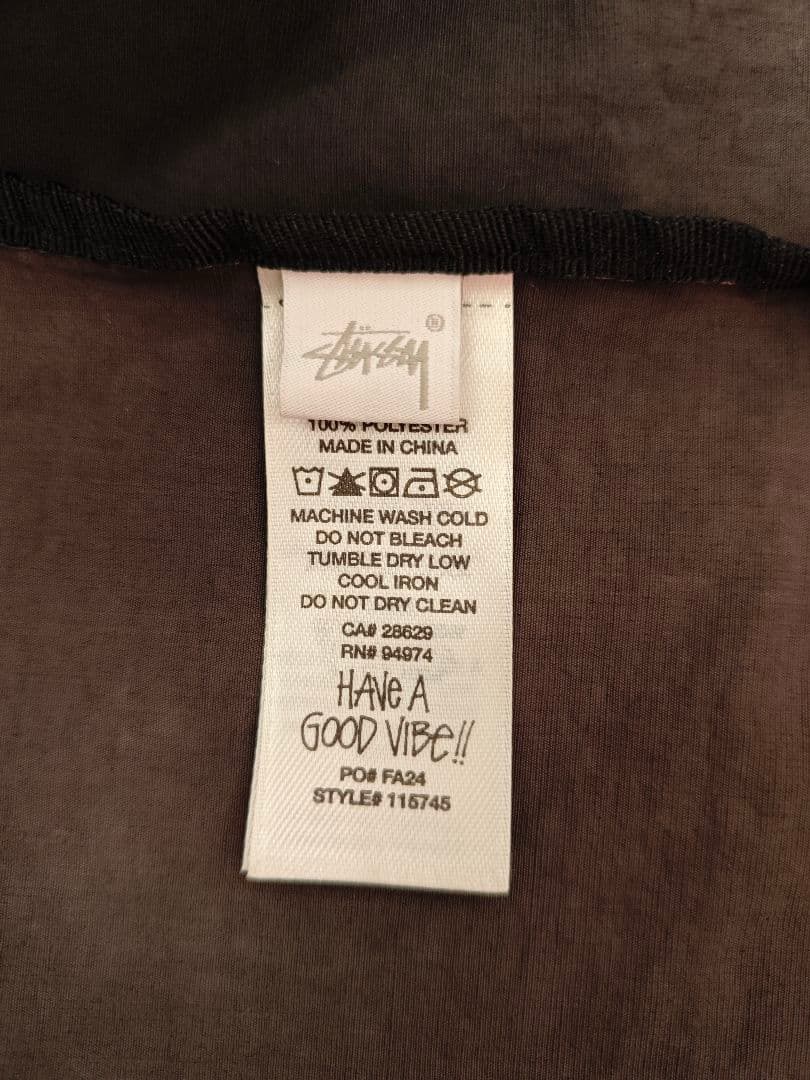 STÜSSY ®
100% POLYESTER
MADE IN CHINA
MACHINE WASH COLD
DO NOT BLEACH
TUMBLE DRY LOW
COOL IRON
DO NOT DRY CLEAN
CA# 28629
RN# 94974
HAVe A
GOOD VIBe!!
PO# FA24
STYLE# 115745